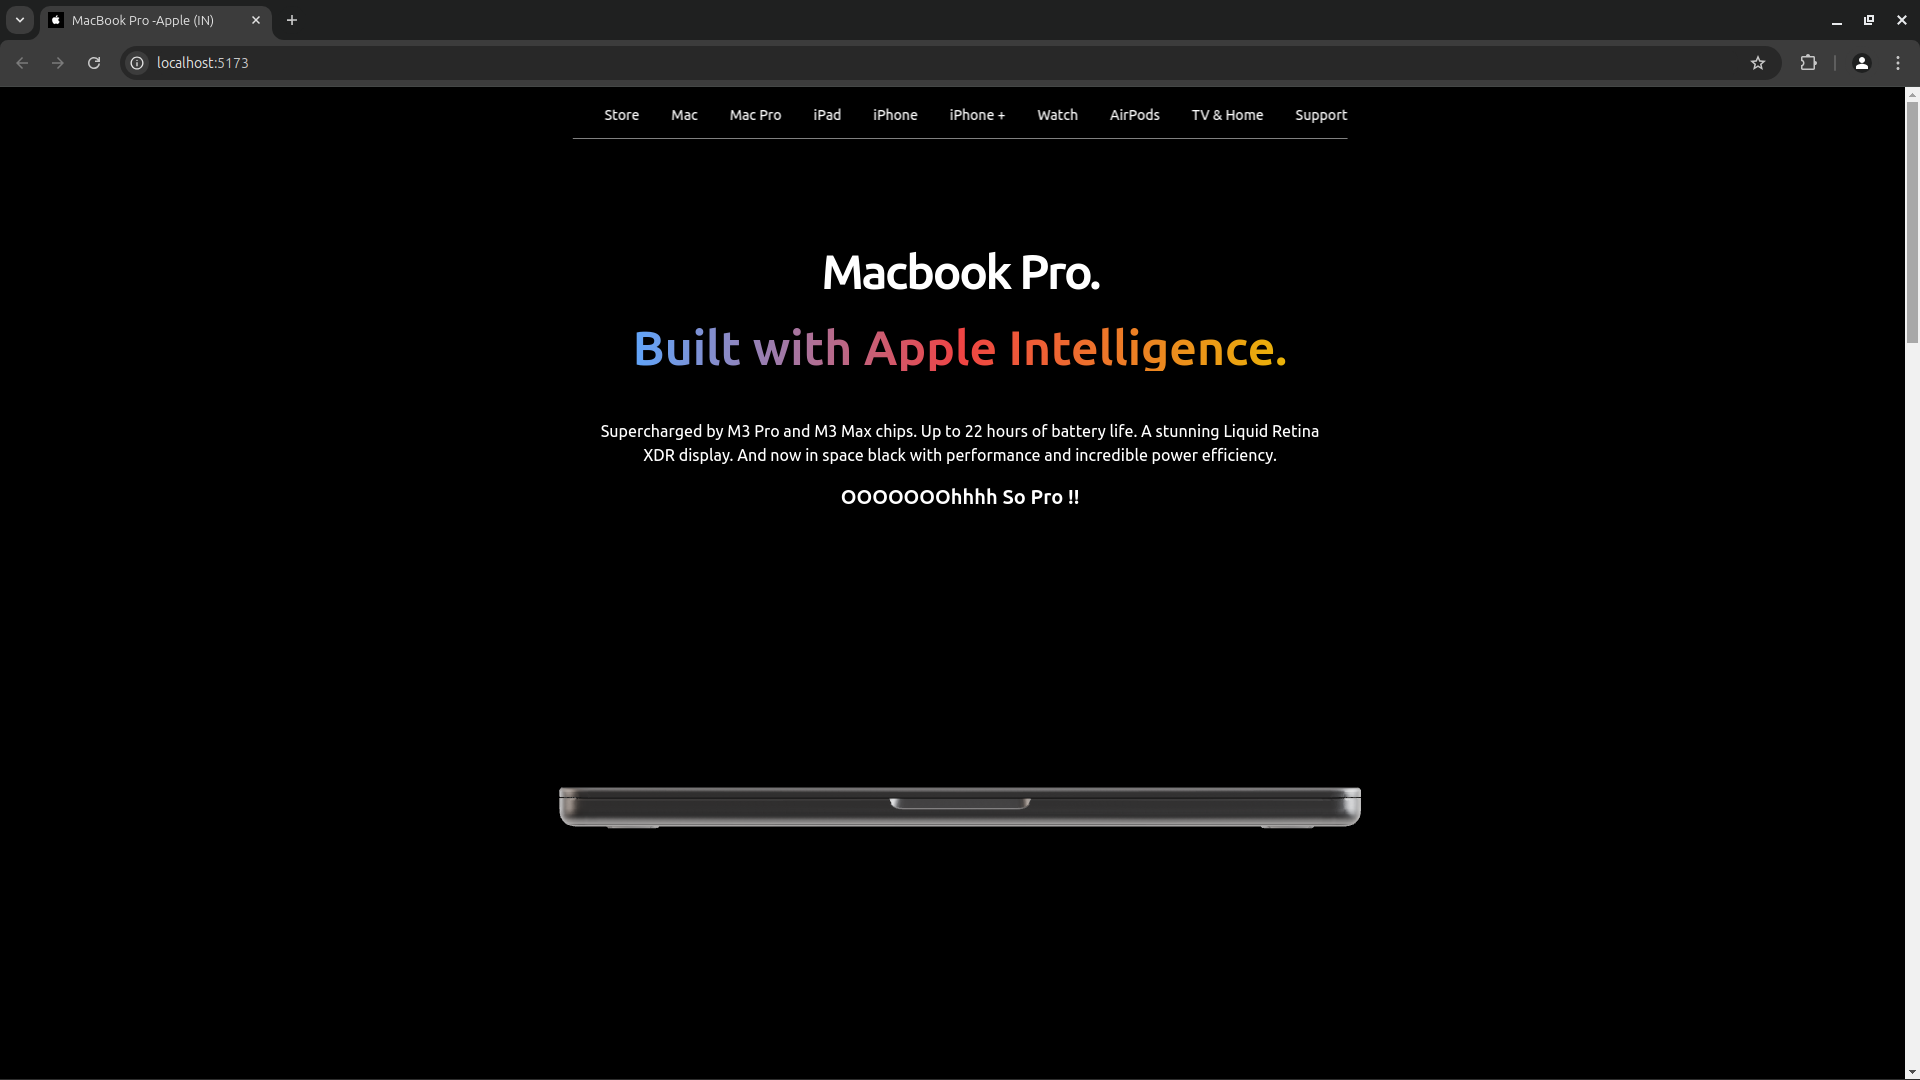 MacBook Pro -Apple (IN)
localhost:5173
Store Mac Mac Pro iPad iPhone iPhone + Watch AirPods TV & Home Support
Macbook Pro.
Built with Apple Intelligence.
Supercharged by M3 Pro and M3 Max chips. Up to 22 hours of battery life. A stunning Liquid Retina
XDR display. And now in space black with performance and incredible power efficiency.
OOOOOOOhhhh So Pro !!